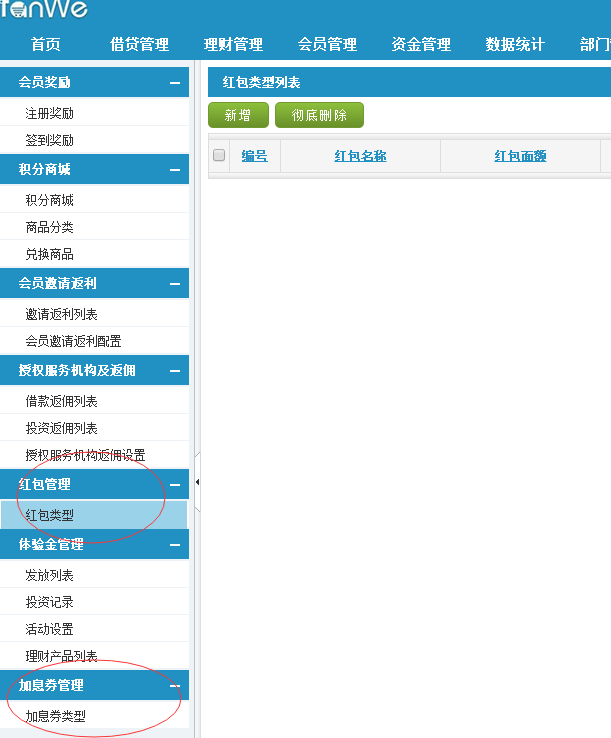 fanWe
首页 借贷管理 理财管理 会员管理 资金管理 数据统计 部门
会员奖励
注册奖励
签到奖励
积分商城
积分商城
商品分类
兑换商品
会员邀请返利
邀请返利列表
会员邀请返利配置
授权服务机构及返佣
借款返佣列表
投资返佣列表
授权服务机构返佣设置
红包管理
红包类型
体验金管理
发放列表
投资记录
活动设置
理财产品列表
加息券管理
加息券类型
红包类型列表
新增 彻底删除
编号 红包名称 红包面额